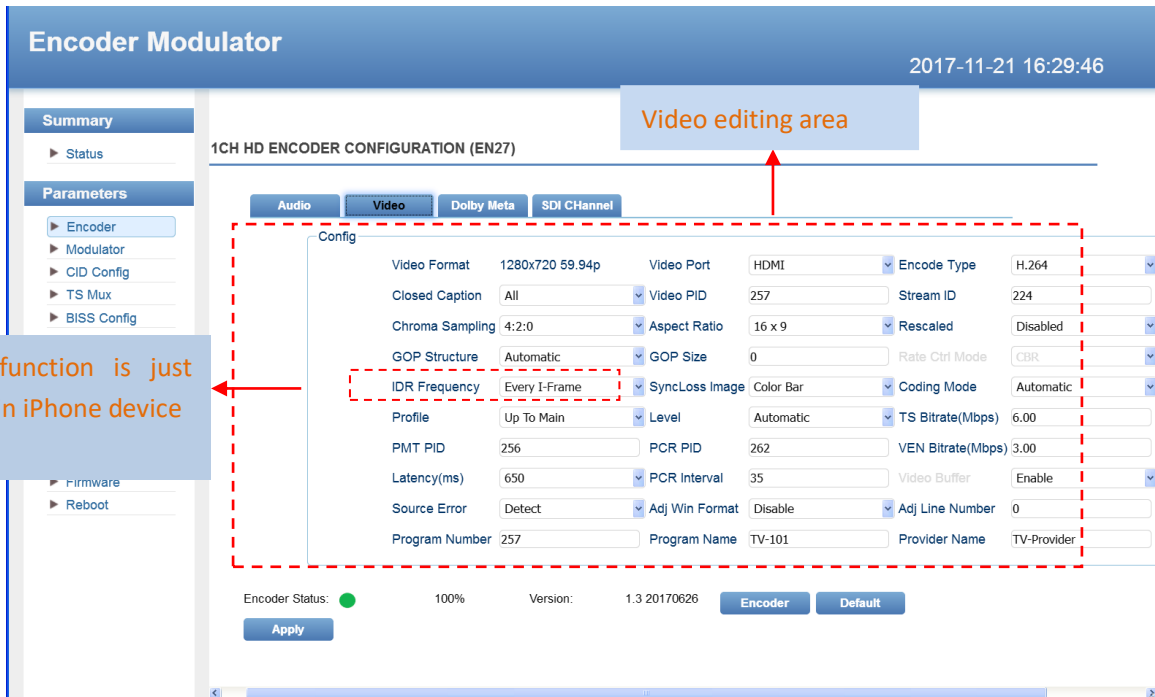 Encoder Modulator
2017-11-21 16:29:46
Summary
Status
Parameters
Encoder
Modulator
CID Config
TS Mux
BISS Config
function is just
n iPhone device
Firmware
Reboot
Video editing area
1CH HD ENCODER CONFIGURATION (EN27)
Audio Video Dolby Meta SDI CHannel
Config
Video Format 1280x720 59.94p Video Port HDMI Encode Type H.264
Closed Caption All Video PID 257 Stream ID 224
Chroma Sampling 4:2:0 Aspect Ratio 16 x 9 Rescaled Disabled
GOP Structure Automatic GOP Size 0 Rate Ctrl Mode CBR
IDR Frequency Every I-Frame SyncLoss Image Color Bar Coding Mode Automatic
Profile Up To Main Level Automatic TS Bitrate(Mbps) 6.00
PMT PID 256 PCR PID 262 VEN Bitrate(Mbps) 3.00
Latency(ms) 650 PCR Interval 35 Video Buffer Enable
Source Error Detect Adj Win Format Disable Adj Line Number 0
Program Number 257 Program Name TV-101 Provider Name TV-Provider
Encoder Status: 100% Version: 1.3 20170626 Encoder Default
Apply